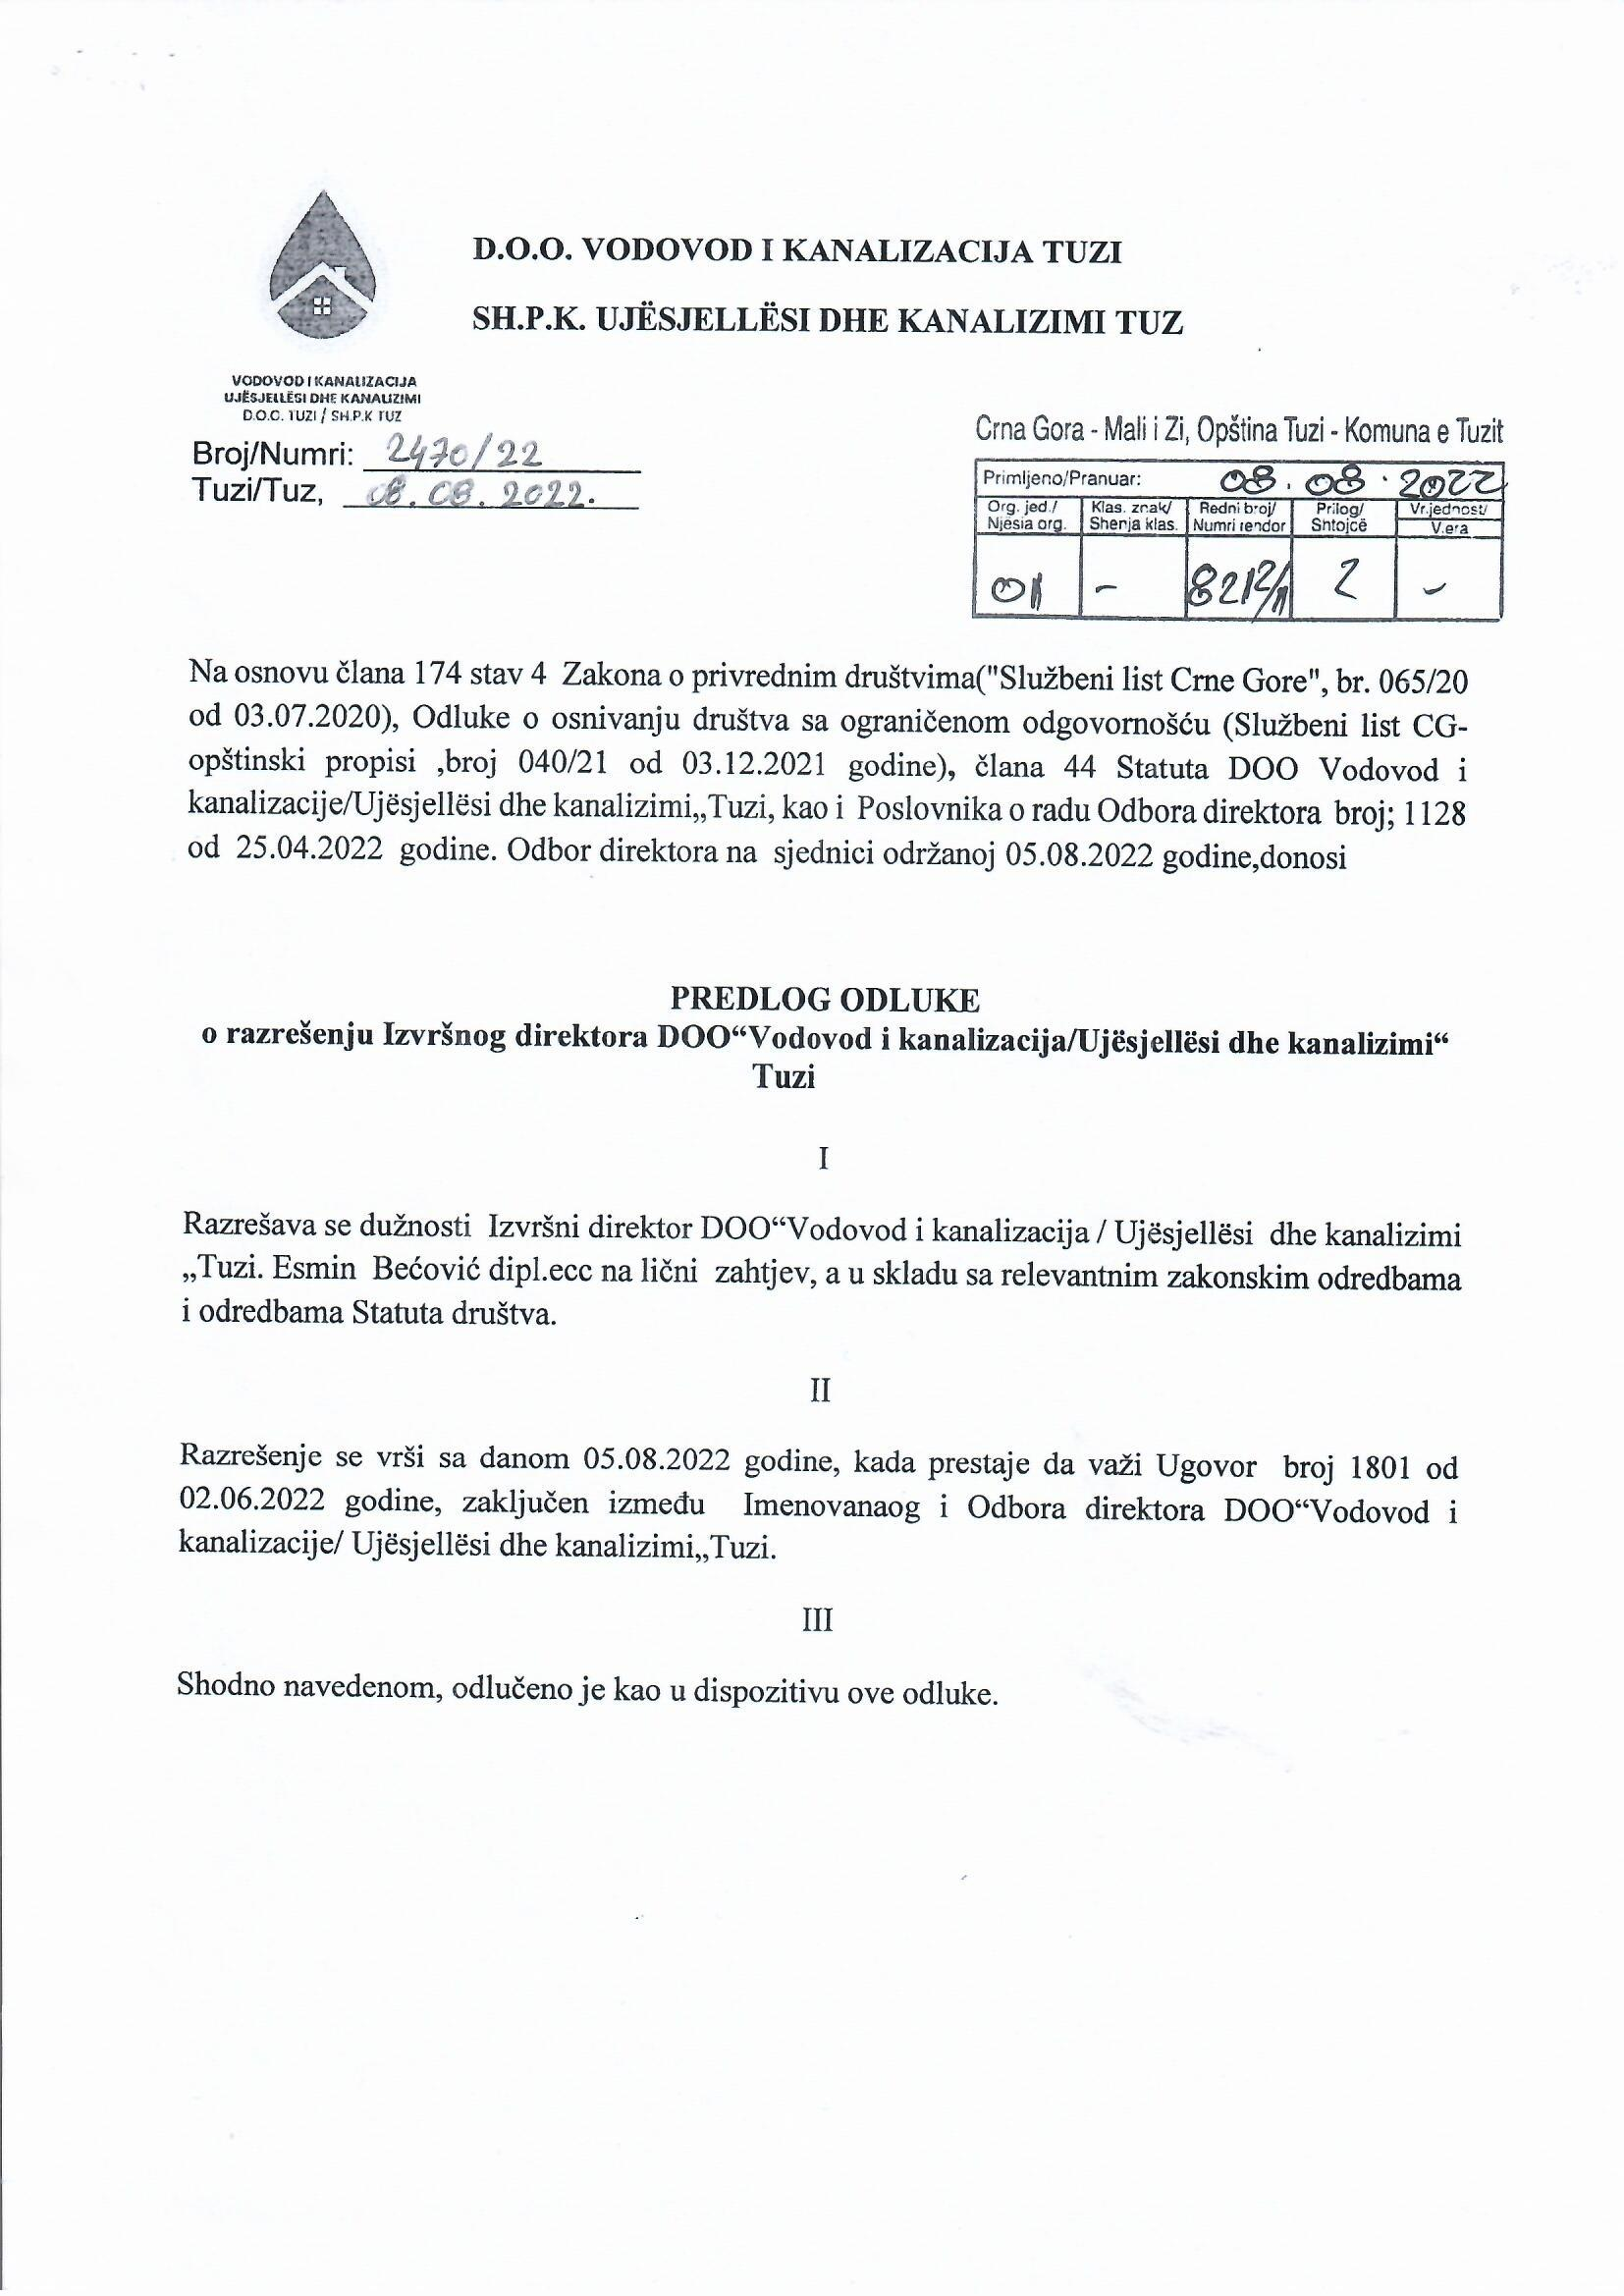 D.O.O. VODOVOD I KANALIZACIJA TUZI
SH.P.K. UJËSJELLËSI DHE KANALIZIMI TUZ
VODOVOD I KANALIZACIJA
UJËSJELLËSI DHE KANALIZIMI
D.O.O. TUZI / SH.P.K TUZ
Broj/Numri: 2470/22
Tuzi/Tuz, 08.08.2022.
Crna Gora - Mali i Zi, Opština Tuzi - Komuna e Tuzit
Primljeno/Pranuar: 08.08.2022
Org. jed./ Klas. znak/ Redni broj/ Prilog/ Vrjednost/
Njësia org. Shenja klas. Numri rendor Shtojcë Vlera
01 - 8212/1 2 -
Na osnovu člana 174 stav 4 Zakona o privrednim društvima("Službeni list Crne Gore", br. 065/20
od 03.07.2020), Odluke o osnivanju društva sa ograničenom odgovornošću (Službeni list CG-
opštinski propisi ,broj 040/21 od 03.12.2021 godine), člana 44 Statuta DOO Vodovod i
kanalizacije/Ujësjellësi dhe kanalizimi„Tuzi, kao i Poslovnika o radu Odbora direktora broj; 1128
od 25.04.2022 godine. Odbor direktora na sjednici održanoj 05.08.2022 godine,donosi
PREDLOG ODLUKE
o razrešenju Izvršnog direktora DOO“Vodovod i kanalizacija/Ujësjellësi dhe kanalizimi“
Tuzi
I
Razrešava se dužnosti Izvršni direktor DOO“Vodovod i kanalizacija / Ujësjellësi dhe kanalizimi
„Tuzi. Esmin Bećović dipl.ecc na lični zahtjev, a u skladu sa relevantnim zakonskim odredbama
i odredbama Statuta društva.
II
Razrešenje se vrši sa danom 05.08.2022 godine, kada prestaje da važi Ugovor broj 1801 od
02.06.2022 godine, zaključen između Imenovanaog i Odbora direktora DOO“Vodovod i
kanalizacije/ Ujësjellësi dhe kanalizimi„Tuzi.
III
Shodno navedenom, odlučeno je kao u dispozitivu ove odluke.